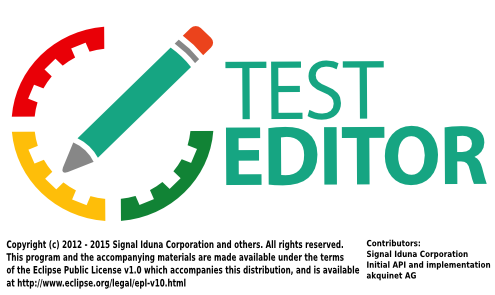 TEST
EDITOR
Copyright (c) 2012 - 2015 Signal Iduna Corporation and others. All rights reserved.
This program and the accompanying materials are made available under the terms
of the Eclipse Public License v1.0 which accompanies this distribution, and is available
at http://www.eclipse.org/legal/epl-v10.html
Contributors:
Signal Iduna Corporation
Initial API and implementation
akquinet AG